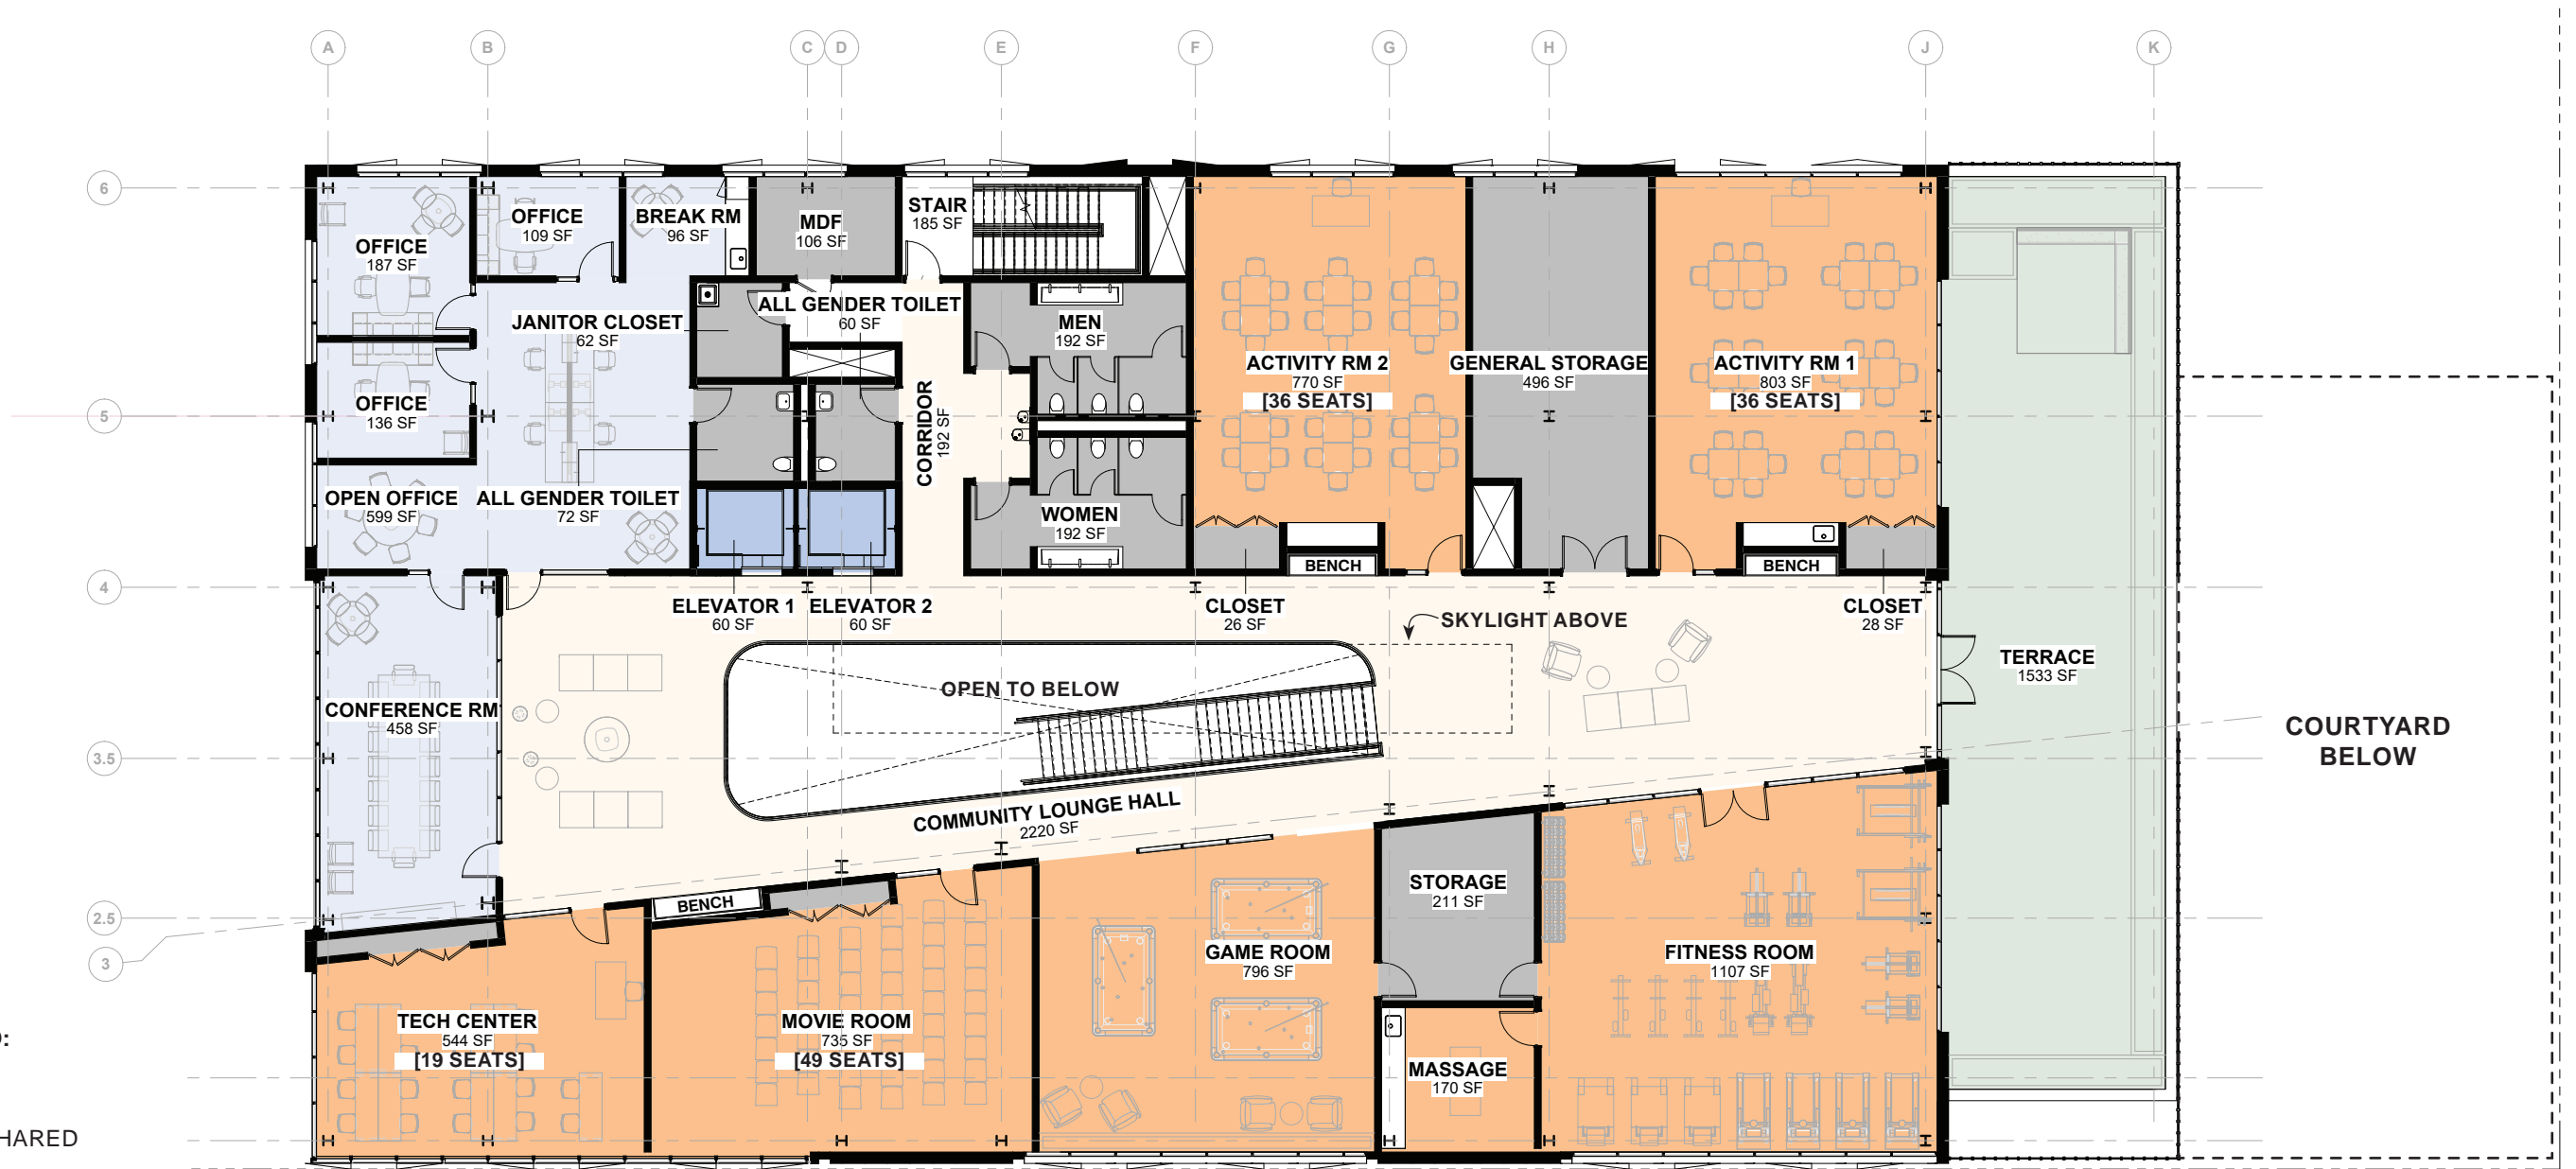 A
B
C
D
E
F
G
H
J
K
6
OFFICE
187 SF
OFFICE
109 SF
BREAK RM
96 SF
MDF
106 SF
STAIR
185 SF
JANITOR CLOSET
62 SF
ALL GENDER TOILET
60 SF
MEN
192 SF
ACTIVITY RM 2
770 SF
[36 SEATS]
GENERAL STORAGE
496 SF
ACTIVITY RM 1
803 SF
[36 SEATS]
OFFICE
136 SF
5
CORRIDOR
192 SF
OPEN OFFICE
599 SF
ALL GENDER TOILET
72 SF
WOMEN
192 SF
BENCH
BENCH
4
ELEVATOR 1
60 SF
ELEVATOR 2
60 SF
CLOSET
26 SF
SKYLIGHT ABOVE
CLOSET
28 SF
TERRACE
1533 SF
OPEN TO BELOW
CONFERENCE RM
458 SF
COURTYARD
BELOW
3.5
COMMUNITY LOUNGE HALL
2220 SF
2.5
BENCH
STORAGE
211 SF
3
GAME ROOM
796 SF
FITNESS ROOM
1107 SF
TECH CENTER
544 SF
[19 SEATS]
MOVIE ROOM
735 SF
[49 SEATS]
MASSAGE
170 SF
HARED